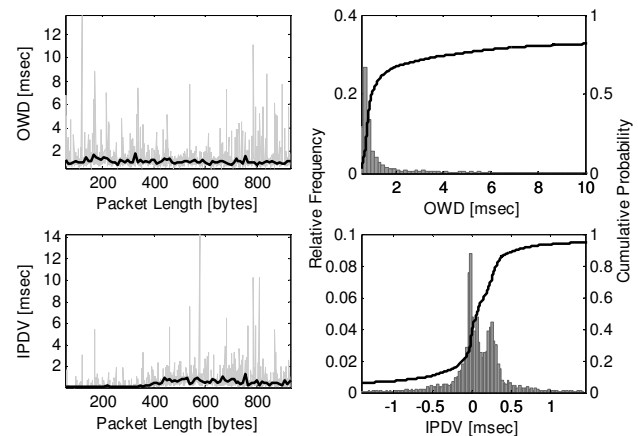 OWD [msec]
12
10
8
6
4
2
200 400 600 800
Packet Length [bytes]
Relative Frequency
0.4
0.2
0
1
0.5
0
2 4 6 8 10
OWD [msec]
Cumulative Probability
IPDV [msec]
14
12
10
8
6
4
2
200 400 600 800
Packet Length [bytes]
0.1
0.08
0.06
0.04
0.02
0
1
0.8
0.6
0.4
0.2
0
-1 -0.5 0 0.5 1
IPDV [msec]